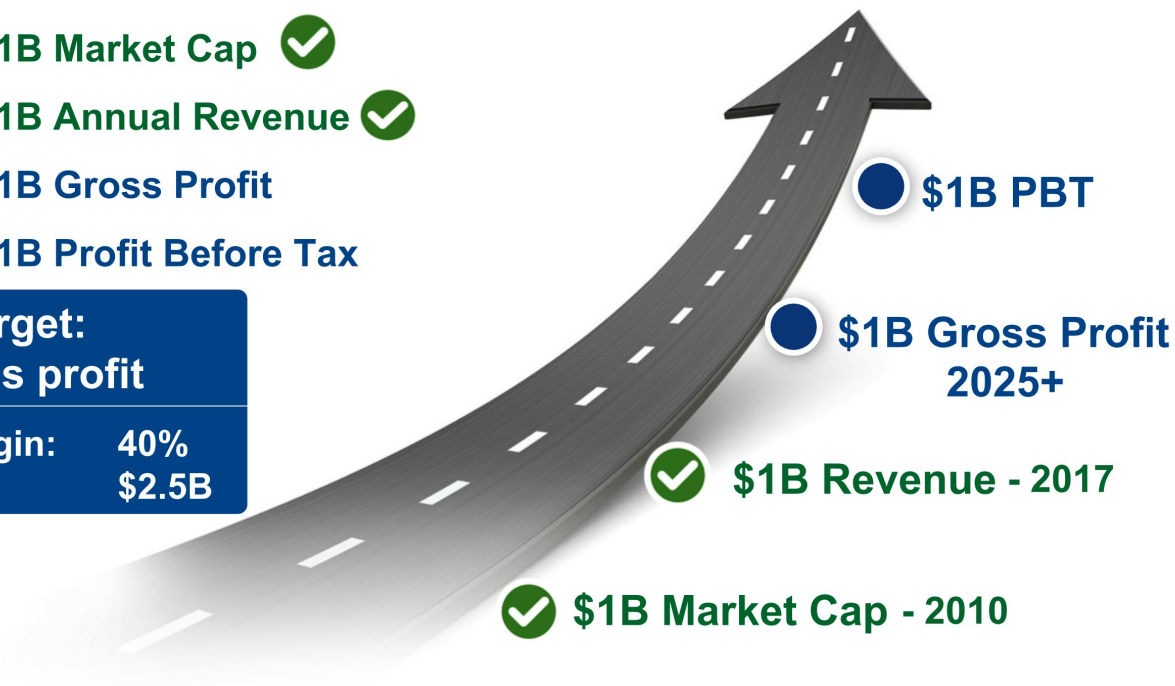 1B Market Cap
1B Annual Revenue
1B Gross Profit
1B Profit Before Tax
rget:
s profit
gin: 40%
$2.5B
$1B PBT
$1B Gross Profit
2025+
$1B Revenue - 2017
$1B Market Cap - 2010